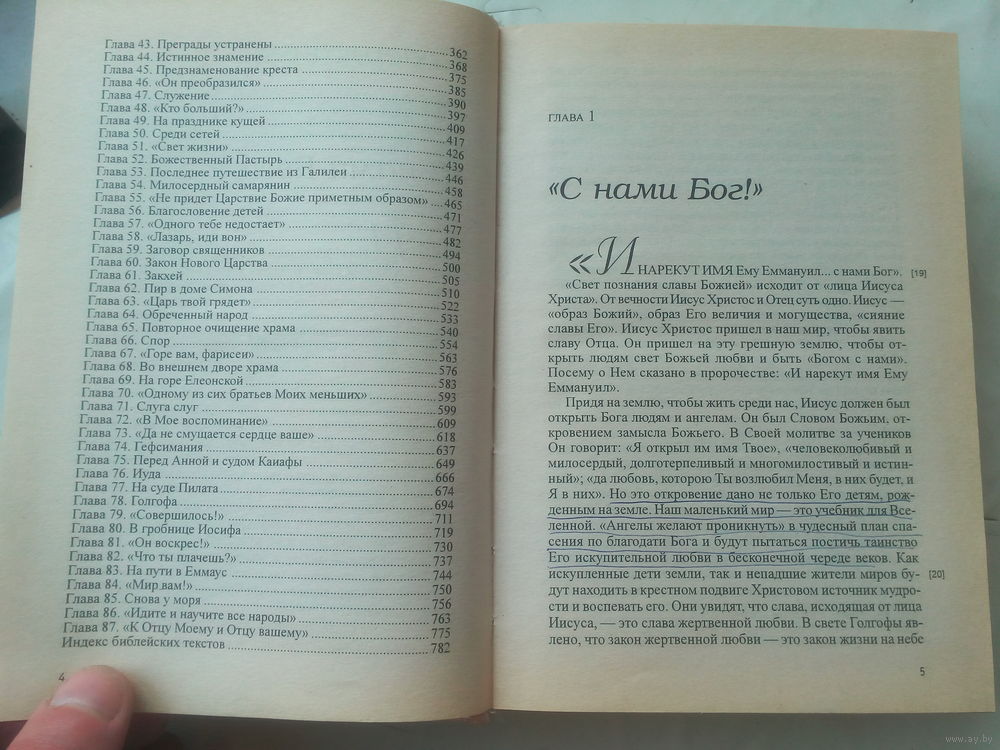 Глава 43. Преграды устранены 362
Глава 44. Истинное знамение 368
Глава 45. Предзнаменование креста 375
Глава 46. «Он преобразился» 385
Глава 47. Служение 390
Глава 48. «Кто больший?» 397
Глава 49. На празднике кущей 409
Глава 50. Среди сетей 417
Глава 51. «Свет жизни» 426
Глава 52. Божественный Пастырь 439
Глава 53. Последнее путешествие из Галилеи 446
Глава 54. Милосердный самарянин 458
Глава 55. «Не придет Царствие Божие приметным образом» 465
Глава 56. Благословение детей 471
Глава 57. «Одного тебе недостает» 477
Глава 58. «Лазарь, иди вон» 482
Глава 59. Заговор священников 494
Глава 60. Закон Нового Царства 500
Глава 61. Закхей 505
Глава 62. Пир в доме Симона 510
Глава 63. «Царь твой грядет» 522
Глава 64. Обреченный народ 533
Глава 65. Повторное очищение храма 540
Глава 66. Спор 554
Глава 67. «Горе вам, фарисеи» 563
Глава 68. Во внешнем дворе храма 576
Глава 69. На горе Елеонской 583
Глава 70. «Одному из сих братьев Моих меньших» 593
Глава 71. Слуга слуг 599
Глава 72. «В Мое воспоминание» 609
Глава 73. «Да не смущается сердце ваше» 618
Глава 74. Гефсимания 637
Глава 75. Перед Анной и судом Каиафы 649
Глава 76. Иуда 666
Глава 77. На суде Пилата 674
Глава 78. Голгофа 694
Глава 79. «Совершилось!» 711
Глава 80. В гробнице Иосифа 719
Глава 81. «Он воскрес!» 730
Глава 82. «Что ты плачешь?» 737
Глава 83. На пути в Еммаус 744
Глава 84. «Мир вам!» 750
Глава 85. Снова у моря 756
Глава 86. «Идите и научите все народы» 763
Глава 87. «К Отцу Моему и Отцу вашему» 775
Индекс библейских текстов 782
4
ГЛАВА 1
«С нами Бог!»
«И НАРЕКУТ ИМЯ Ему Еммануил... с нами Бог». [19]
«Свет познания славы Божией» исходит от «лица Иисуса
Христа». От вечности Иисус Христос и Отец суть одно. Иисус —
«образ Божий», образ Его величия и могущества, «сияние
славы Его». Иисус Христос пришел в наш мир, чтобы явить
славу Отца. Он пришел на эту грешную землю, чтобы от-
крыть людям свет Божьей любви и быть «Богом с нами».
Посему о Нем сказано в пророчестве: «И нарекут имя Ему
Еммануил».
Придя на землю, чтобы жить среди нас, Иисус должен был
открыть Бога людям и ангелам. Он был Словом Божьим, от-
кровением замысла Божьего. В Своей молитве за учеников
Он говорит: «Я открыл им имя Твое», «человеколюбивый и
милосердый, долготерпеливый и многомилостивый и истин-
ный»; «да любовь, которою Ты возлюбил Меня, в них будет, и
Я в них». Но это откровение дано не только Его детям, рож-
денным на земле. Наш маленький мир — это учебник для Все-
ленной. «Ангелы желают проникнуть» в чудесный план спа-
сения по благодати Бога и будут пытаться постичь таинство
Его искупительной любви в бесконечной череде веков. Как
искупленные дети земли, так и непадшие жители миров бу- [20]
дут находить в крестном подвиге Христовом источник мудро-
сти и воспевать его. Они увидят, что слава, исходящая от лица
Иисуса, — это слава жертвенной любви. В свете Голгофы яв-
лено, что закон жертвенной любви — это закон жизни на небе
5
www.ay.by